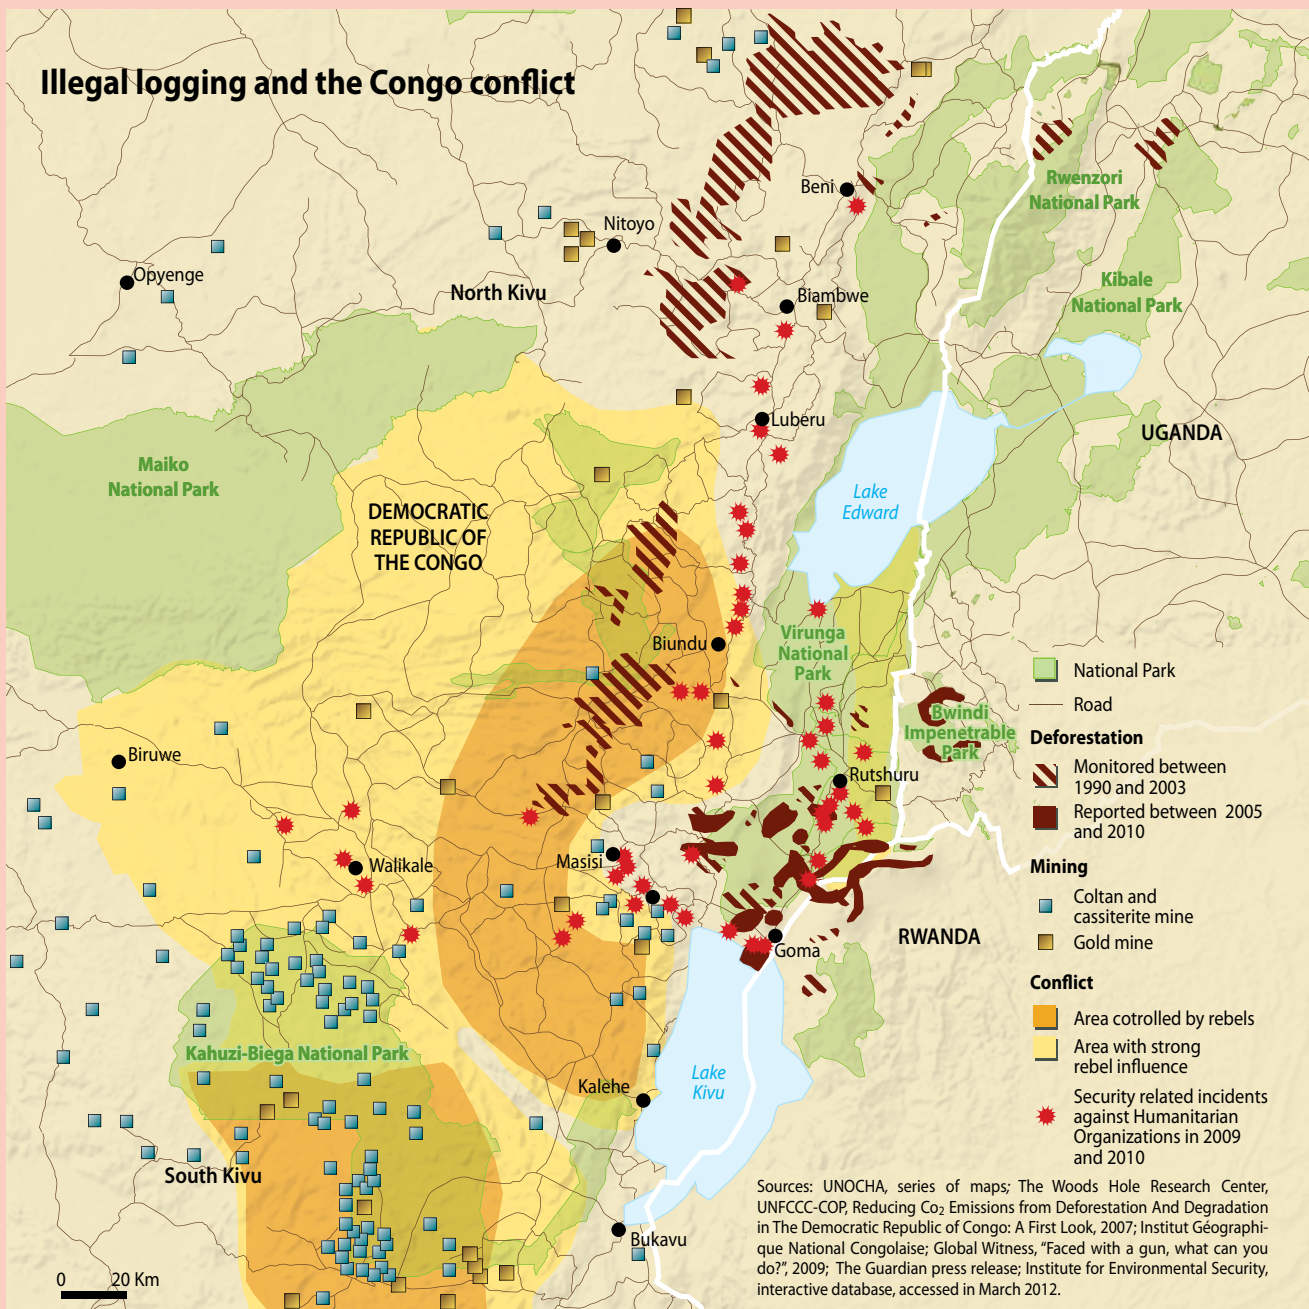 Illegal logging and the Congo conflict
Beni
Rwenzori
National Park
Nitoyo
Opyenge
Kibale
National Park
North Kivu
Biambwe
Luberu
UGANDA
Maiko
National Park
Lake
Edward
DEMOCRATIC
REPUBLIC OF
THE CONGO
Biundu
Virunga
National
Park
Bwindi
Impenetrable
Park
Biruwe
Rutshuru
Masisi
Walikale
RWANDA
Goma
Kahuzi-Biega National Park
Lake
Kivu
Kalehe
South Kivu
Bukavu
0 20 Km
National Park
Road
Deforestation
Monitored between
1990 and 2003
Reported between 2005
and 2010
Mining
Coltan and
cassiterite mine
Gold mine
Conflict
Area cotrolled by rebels
Area with strong
rebel influence
Security related incidents
against Humanitarian
Organizations in 2009
and 2010
Sources: UNOCHA, series of maps; The Woods Hole Research Center,
UNFCCC-COP, Reducing Co₂ Emissions from Deforestation And Degradation
in The Democratic Republic of Congo: A First Look, 2007; Institut Géographi-
que National Congolaise; Global Witness, “Faced with a gun, what can you
do?”, 2009; The Guardian press release; Institute for Environmental Security,
interactive database, accessed in March 2012.